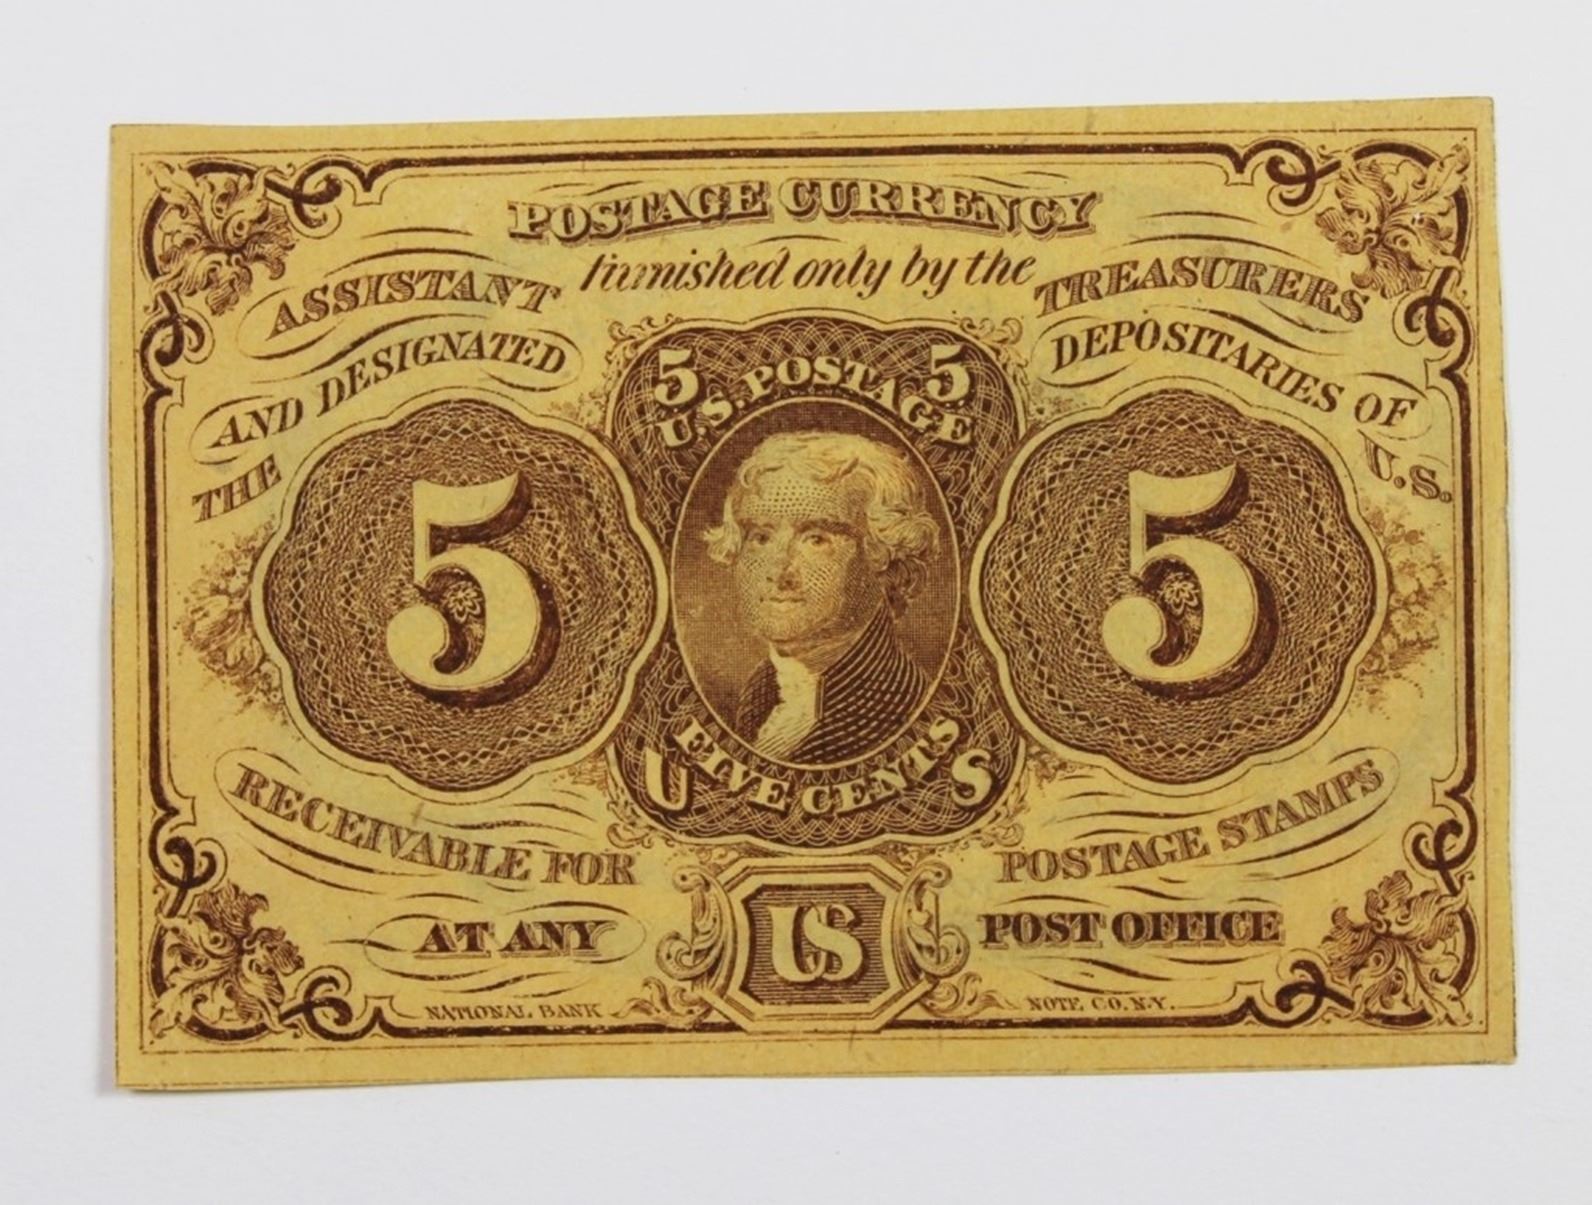 POSTAGE CURRENCY
furnished only by the
ASSISTANT TREASURERS
AND DESIGNATED DEPOSITARIES OF
THE U.S.
5 5
U.S. POSTAGE
5 5
FIVE CENTS
U S
RECEIVABLE FOR POSTAGE STAMPS
AT ANY US POST OFFICE
NATIONAL BANK NOTE CO. N.Y.